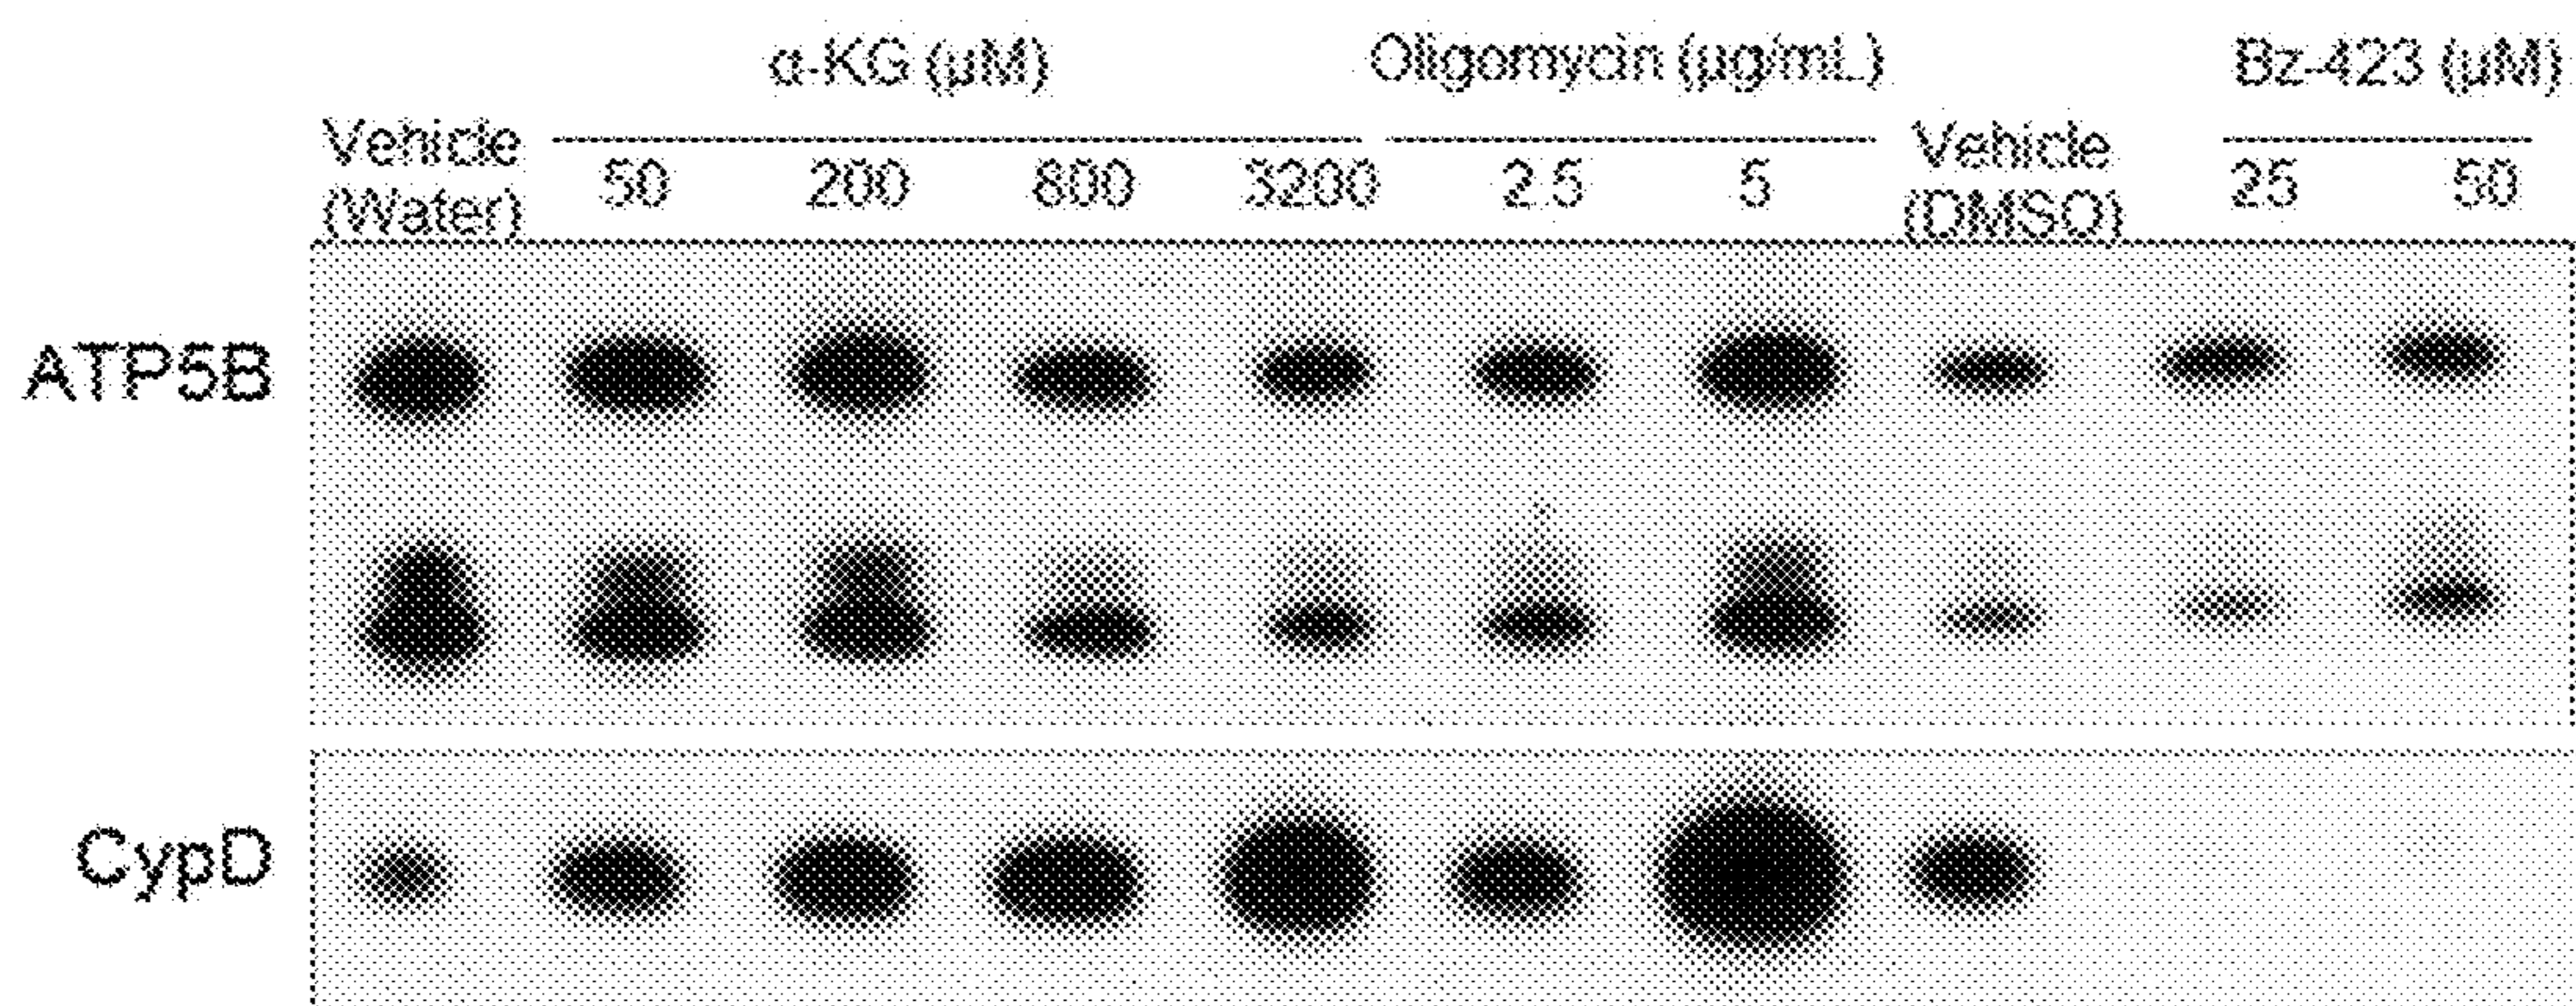 α-KG (µM) Oligomycin (µg/mL) Bz-423 (µM)
Vehicle (Water) 50 200 800 3200 2.5 5 Vehicle (DMSO) 25 50
ATP5B
CypD